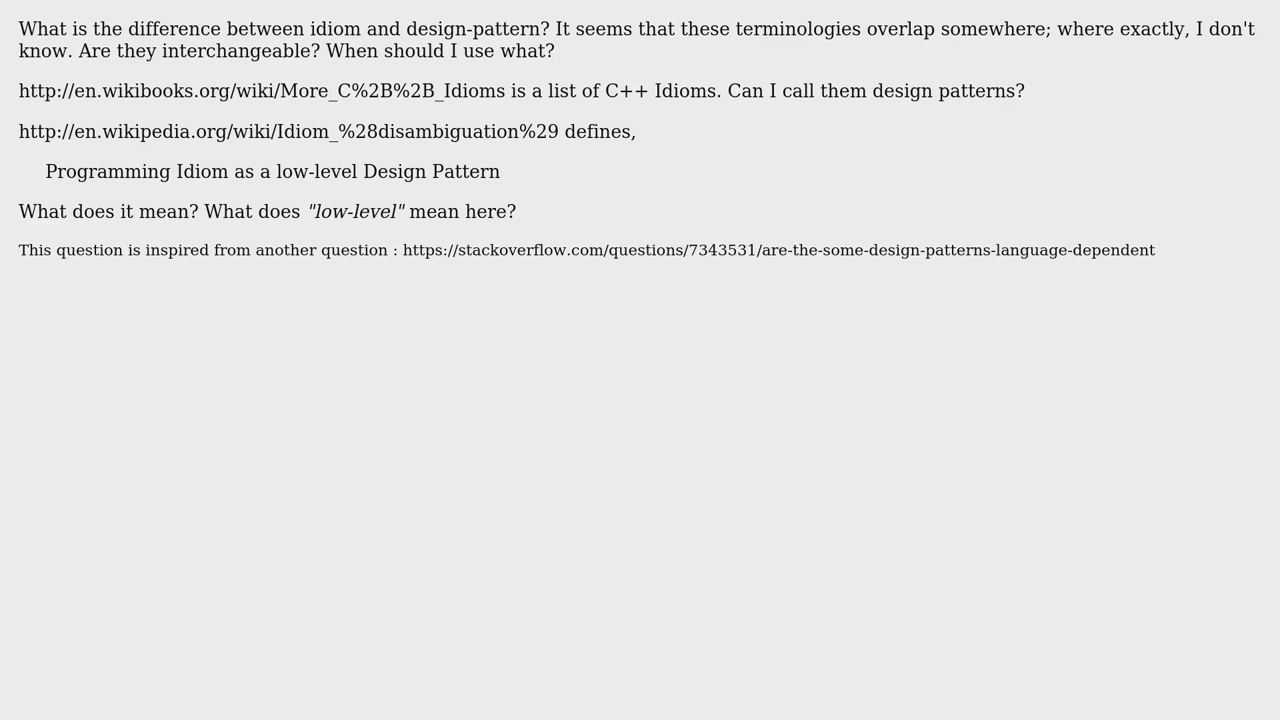 What is the difference between idiom and design-pattern? It seems that these terminologies overlap somewhere; where exactly, I don't
know. Are they interchangeable? When should I use what?
http://en.wikibooks.org/wiki/More_C%2B%2B_Idioms is a list of C++ Idioms. Can I call them design patterns?
http://en.wikipedia.org/wiki/Idiom_%28disambiguation%29 defines,
Programming Idiom as a low-level Design Pattern
What does it mean? What does "low-level" mean here?
This question is inspired from another question : https://stackoverflow.com/questions/7343531/are-the-some-design-patterns-language-dependent